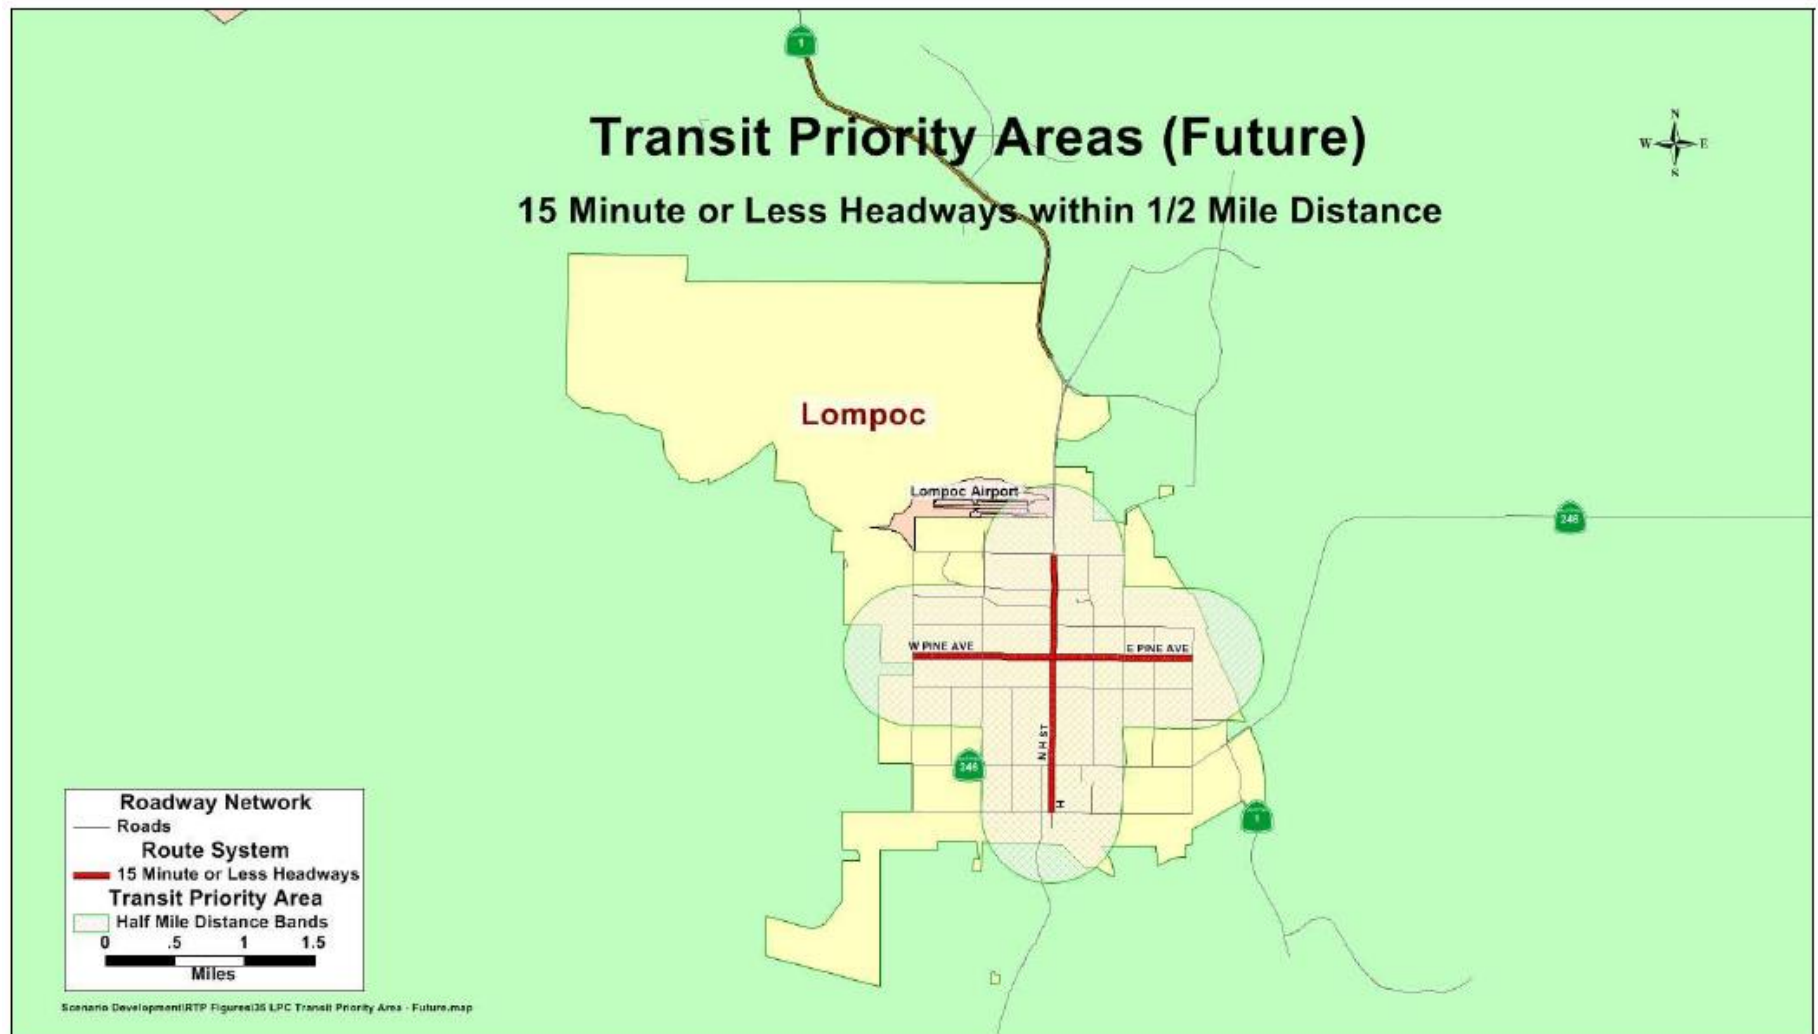 1
Transit Priority Areas (Future)
N
W E
S
15 Minute or Less Headways within 1/2 Mile Distance
Lompoc
Lompoc Airport
246
W PINE AVE
E PINE AVE
N H ST
246
H
1
Roadway Network
Roads
Route System
15 Minute or Less Headways
Transit Priority Area
Half Mile Distance Bands
0 .5 1 1.5
Miles
Scenario Development\RTP Figures\35 LPC Transit Priority Area - Future.map